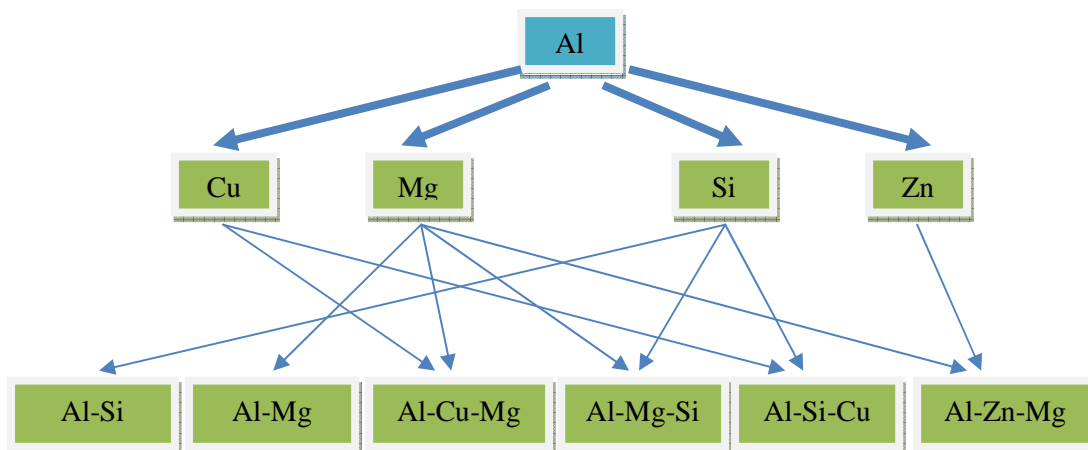 Al
Cu
Mg
Si
Zn
Al-Si
Al-Mg
Al-Cu-Mg
Al-Mg-Si
Al-Si-Cu
Al-Zn-Mg